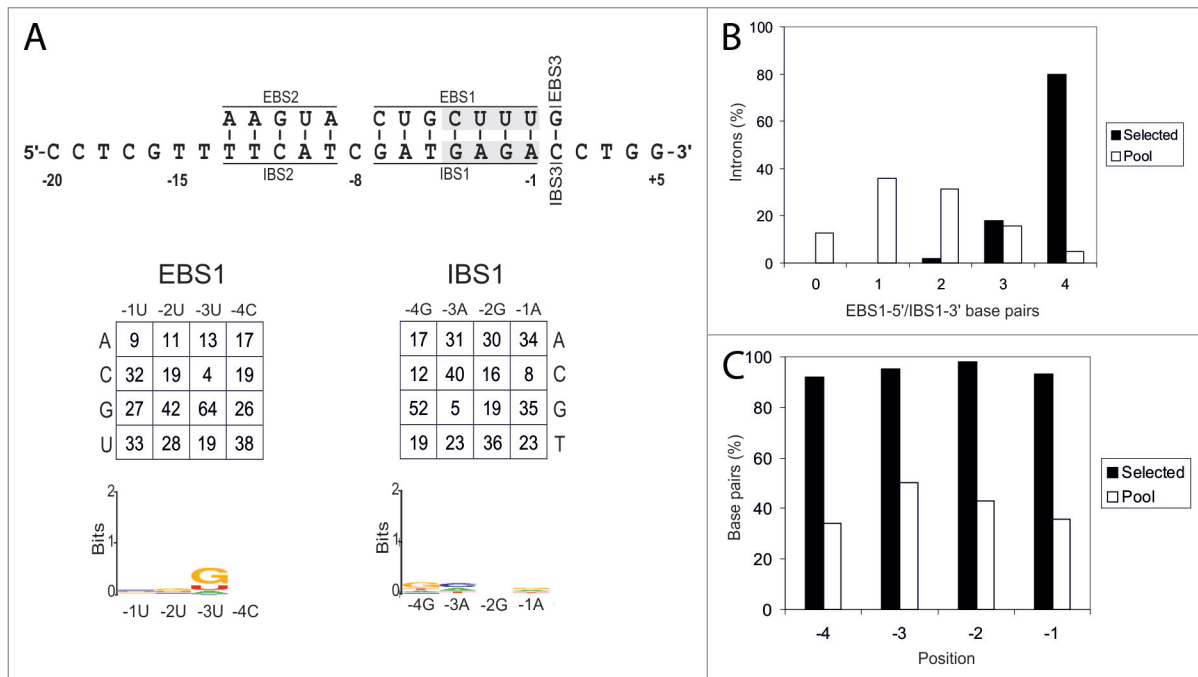 A
EBS2 EBS1 EBS3
A A G U A C U G C U U U G
5'-C C T C G T T T T C A T C G A T G A G A C C T G G-3'
IBS2 IBS1 IBS3
-20 -15 -8 -1 +5
EBS1
-1U -2U -3U -4C
A 9 11 13 17
C 32 19 4 19
G 27 42 64 26
U 33 28 19 38
IBS1
-4G -3A -2G -1A
17 31 30 34 A
12 40 16 8 C
52 5 19 35 G
19 23 36 23 T
2
1
0
Bits
G
U
A
-1U -2U -3U -4C
2
1
0
Bits
G C
-4G -3A -2G -1A
B
100
80
60
40
20
0
Introns (%)
0 1 2 3 4
EBS1-5'/IBS1-3' base pairs
Selected
Pool
C
100
80
60
40
20
0
Base pairs (%)
-4 -3 -2 -1
Position
Selected
Pool